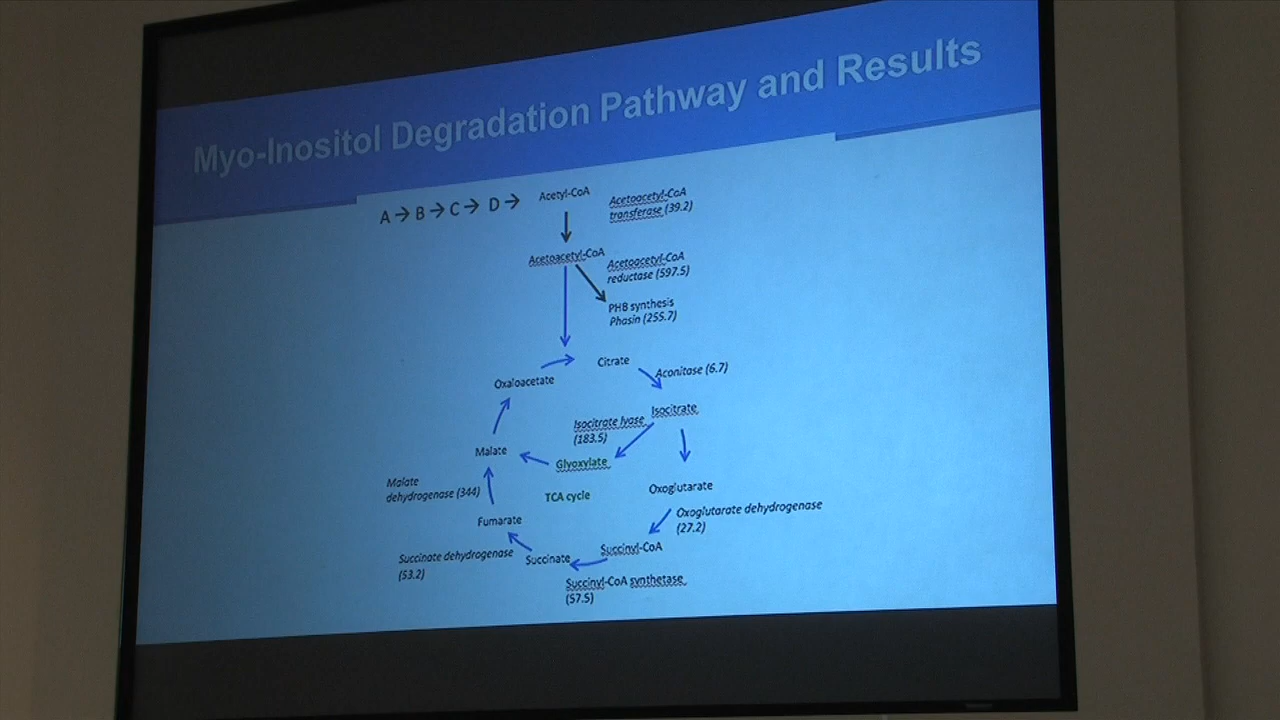 Myo-Inositol Degradation Pathway and Results
A → B → C → D →
Acetyl-CoA
Acetoacetyl-CoA
transferase (39.2)
Acetoacetyl-CoA
Acetoacetyl-CoA
reductase (597.5)
PHB synthesis
Phasin (255.7)
Citrate
Aconitase (6.7)
Oxaloacetate
Isocitrate
Isocitrate lyase
(183.5)
Malate
Glyoxylate
Malate
dehydrogenase (344)
TCA cycle
Oxoglutarate
Oxoglutarate dehydrogenase
(27.2)
Fumarate
Succinate dehydrogenase
(53.2)
Succinate
Succinyl-CoA
Succinyl-CoA synthetase
(57.5)